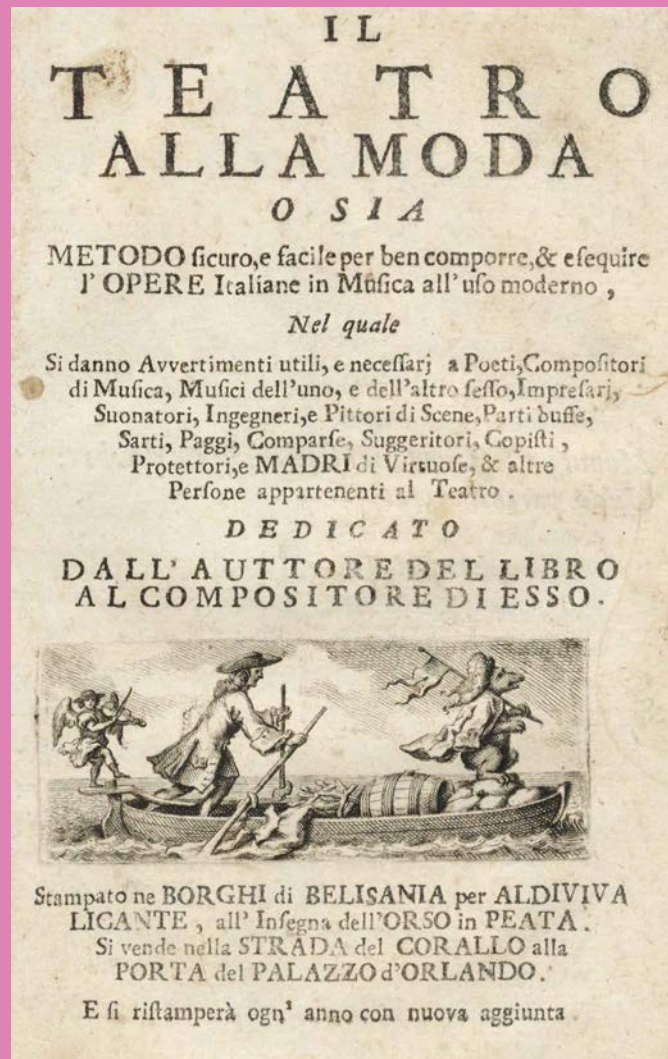 IL
TEATRO
ALLA MODA
O SIA
METODO ſicuro, e facile per ben comporre, & eſequire
l' OPERE Italiane in Muſica all' uſo moderno ,
Nel quale
Si danno Avvertimenti utili, e neceſſarj a Poeti, Compoſitori
di Muſica, Muſici dell'uno, e dell'altro ſeſſo, Impreſarj,
Suonatori, Ingegneri, e Pittori di Scene, Parti buffe,
Sarti, Paggi, Comparſe, Suggeritori, Copiſti ,
Protettori, e MADRI di Virtuoſe, & altre
Perſone appartenenti al Teatro .
DEDICATO
DALL' AUTTORE DEL LIBRO
AL COMPOSITORE DI ESSO.
Stampato ne BORGHI di BELISANIA per ALDIVIVA
LICANTE , all' Inſegna dell'ORSO in PEATA.
Si vende nella STRADA del CORALLO alla
PORTA del PALAZZO d'ORLANDO.
E ſi riſtamperà ogn' anno con nuova aggiunta .